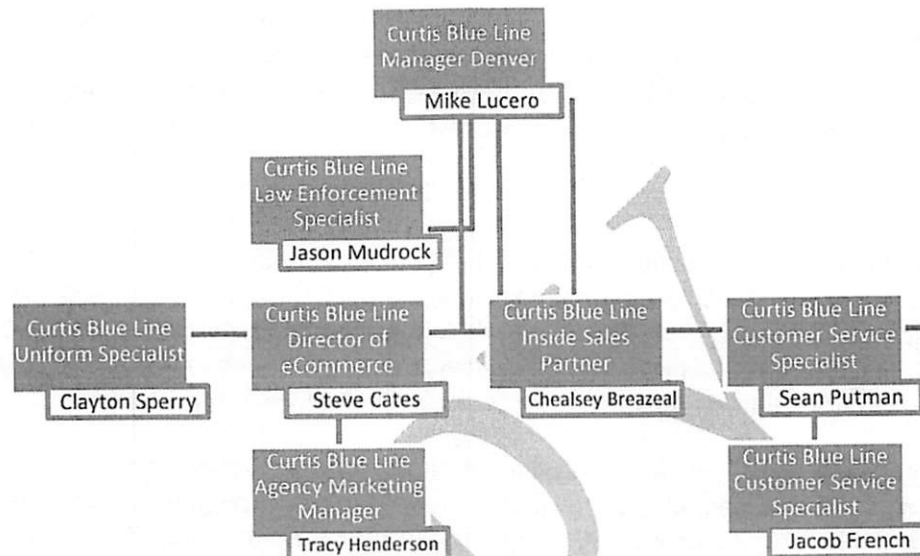 Curtis Blue Line
Manager Denver
Mike Lucero
Curtis Blue Line
Law Enforcement
Specialist
Jason Mudrock
Curtis Blue Line
Uniform Specialist
Clayton Sperry
Curtis Blue Line
Director of
eCommerce
Steve Cates
Curtis Blue Line
Inside Sales
Partner
Chealsey Breazeal
Curtis Blue Line
Customer Service
Specialist
Sean Putman
Curtis Blue Line
Agency Marketing
Manager
Tracy Henderson
Curtis Blue Line
Customer Service
Specialist
Jacob French